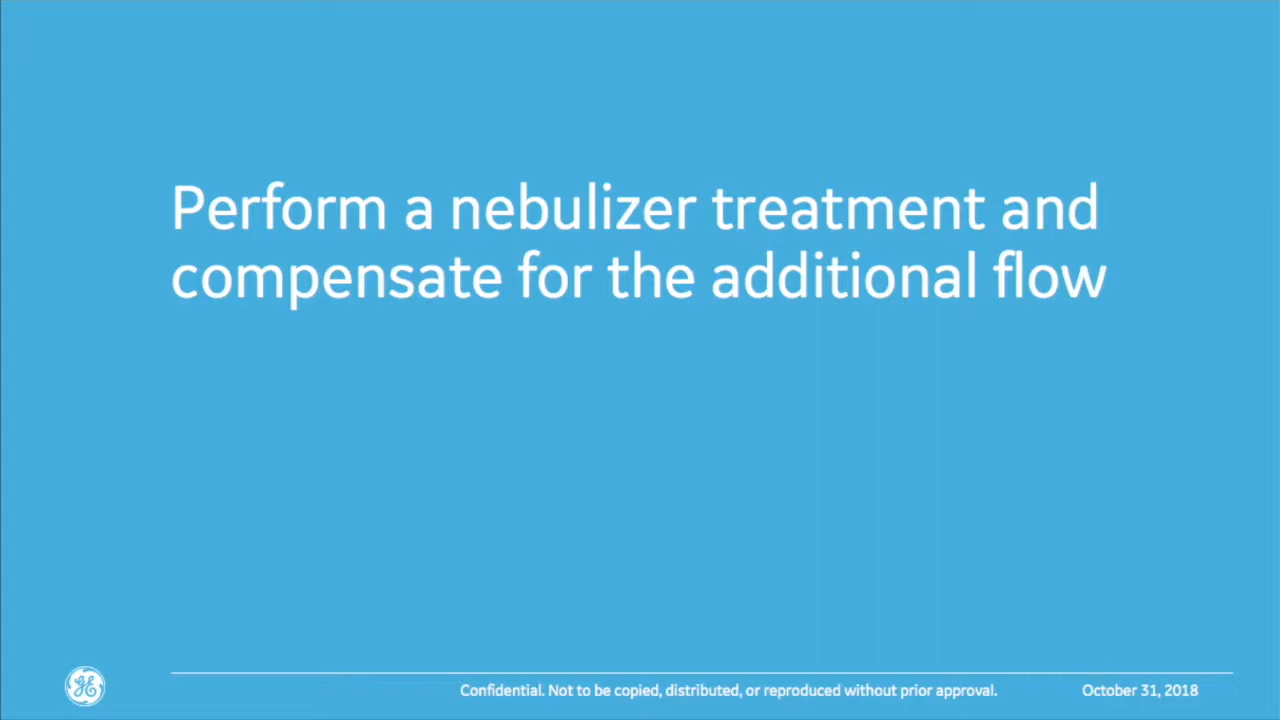 Perform a nebulizer treatment and
compensate for the additional flow
Confidential. Not to be copied, distributed, or reproduced without prior approval.
October 31, 2018